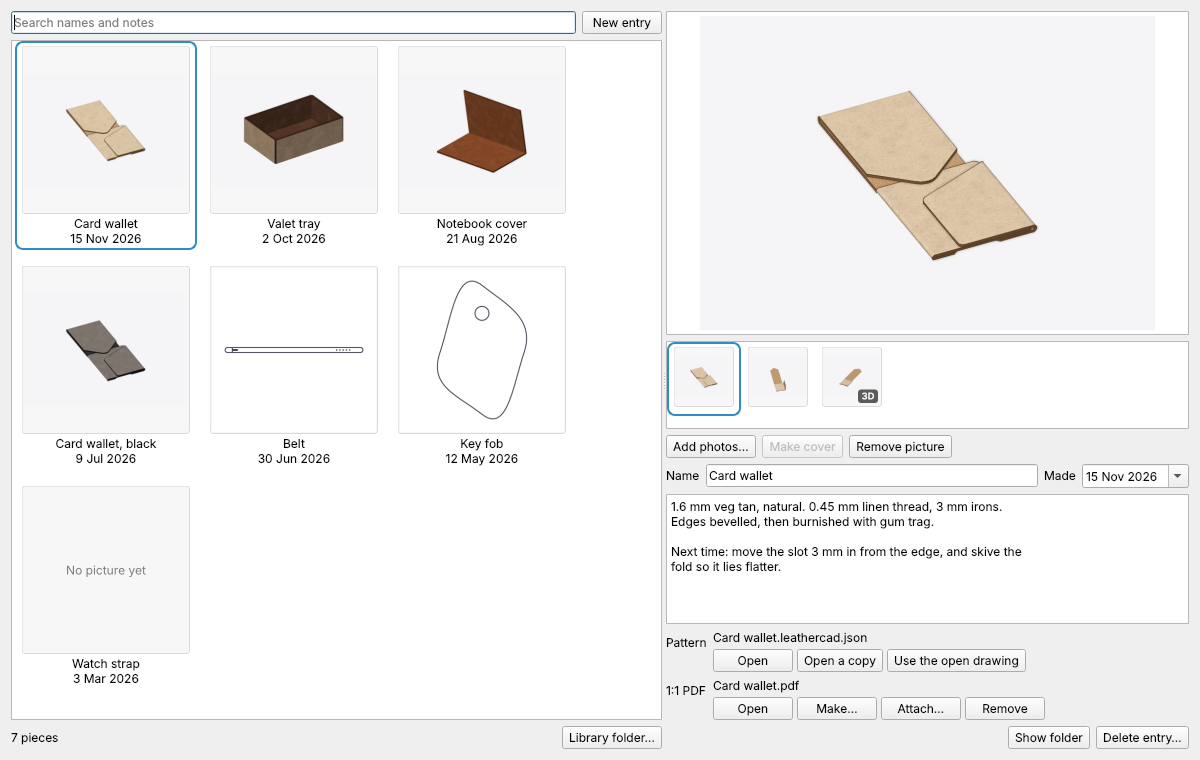 Search names and notes
New entry
Card wallet
15 Nov 2026
Valet tray
2 Oct 2026
Notebook cover
21 Aug 2026
Card wallet, black
9 Jul 2026
Belt
30 Jun 2026
Key fob
12 May 2026
No picture yet
Watch strap
3 Mar 2026
7 pieces
Library folder...
3D
Add photos...
Make cover
Remove picture
Name
Card wallet
Made
15 Nov 2026
1.6 mm veg tan, natural. 0.45 mm linen thread, 3 mm irons.
Edges bevelled, then burnished with gum trag.
Next time: move the slot 3 mm in from the edge, and skive the
fold so it lies flatter.
Pattern
Card wallet.leathercad.json
Open
Open a copy
Use the open drawing
1:1 PDF
Card wallet.pdf
Open
Make...
Attach...
Remove
Show folder
Delete entry...